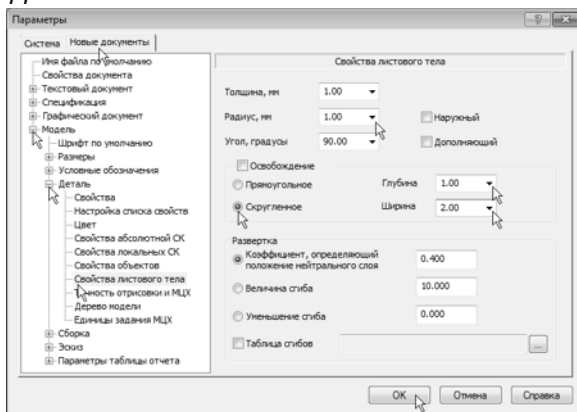 Параметры
Система Новые документы
Имя файла по умолчанию
Свойства документа
Текстовый документ
Спецификация
Графический документ
Модель
Шрифт по умолчанию
Размеры
Условные обозначения
Деталь
Свойства
Настройка списка свойств
Цвет
Свойства абсолютной СК
Свойства локальных СК
Свойства объектов
Свойства листового тела
Точность отрисовки и МЦХ
Дерево модели
Единицы задания МЦХ
Сборка
Эскиз
Параметры таблицы отчета
Свойства листового тела
Толщина, мм 1.00
Радиус, мм 1.00 Наружный
Угол, градусы 90.00 Дополняющий
Освобождение
Прямоугольное Глубина 1.00
Скругленное Ширина 2.00
Развертка
Коэффициент, определяющий
положение нейтрального слоя 0.400
Величина сгиба 10.000
Уменьшение сгиба 0.000
Таблица сгибов ...
OK Отмена Справка